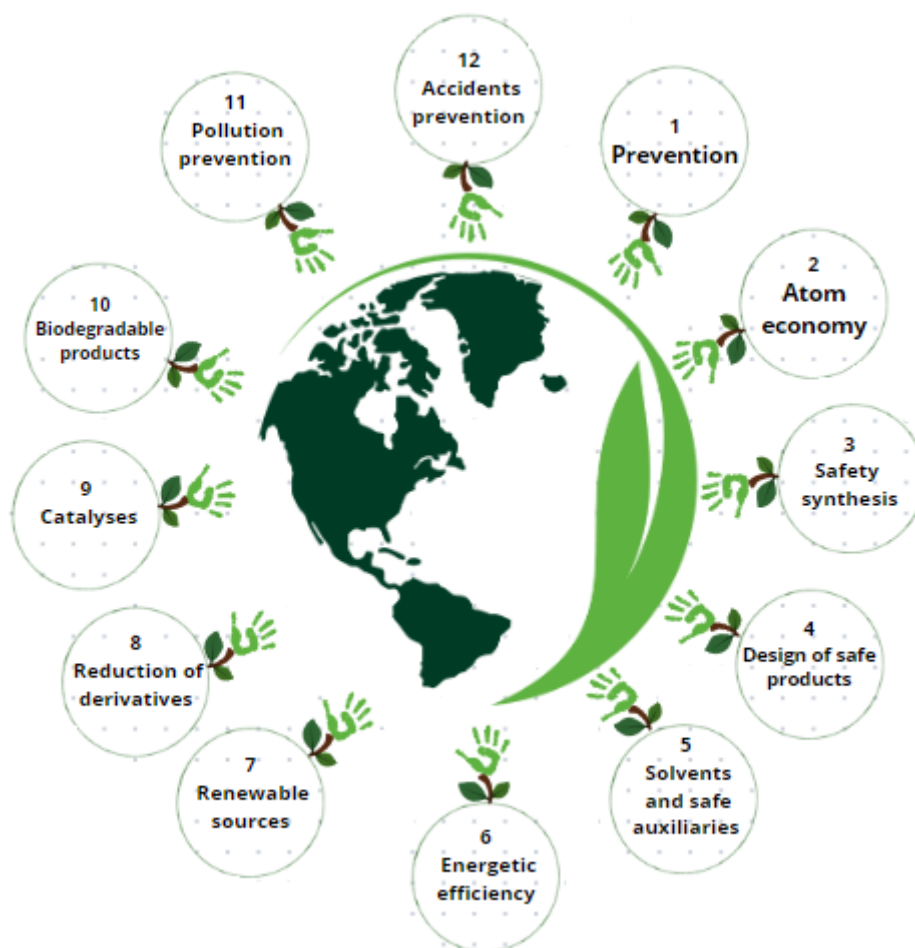 12
Accidents
prevention
1
Prevention
2
Atom
economy
3
Safety
synthesis
4
Design of safe
products
5
Solvents
and safe
auxiliaries
6
Energetic
efficiency
7
Renewable
sources
8
Reduction of
derivatives
9
Catalyses
10
Biodegradable
products
11
Pollution
prevention